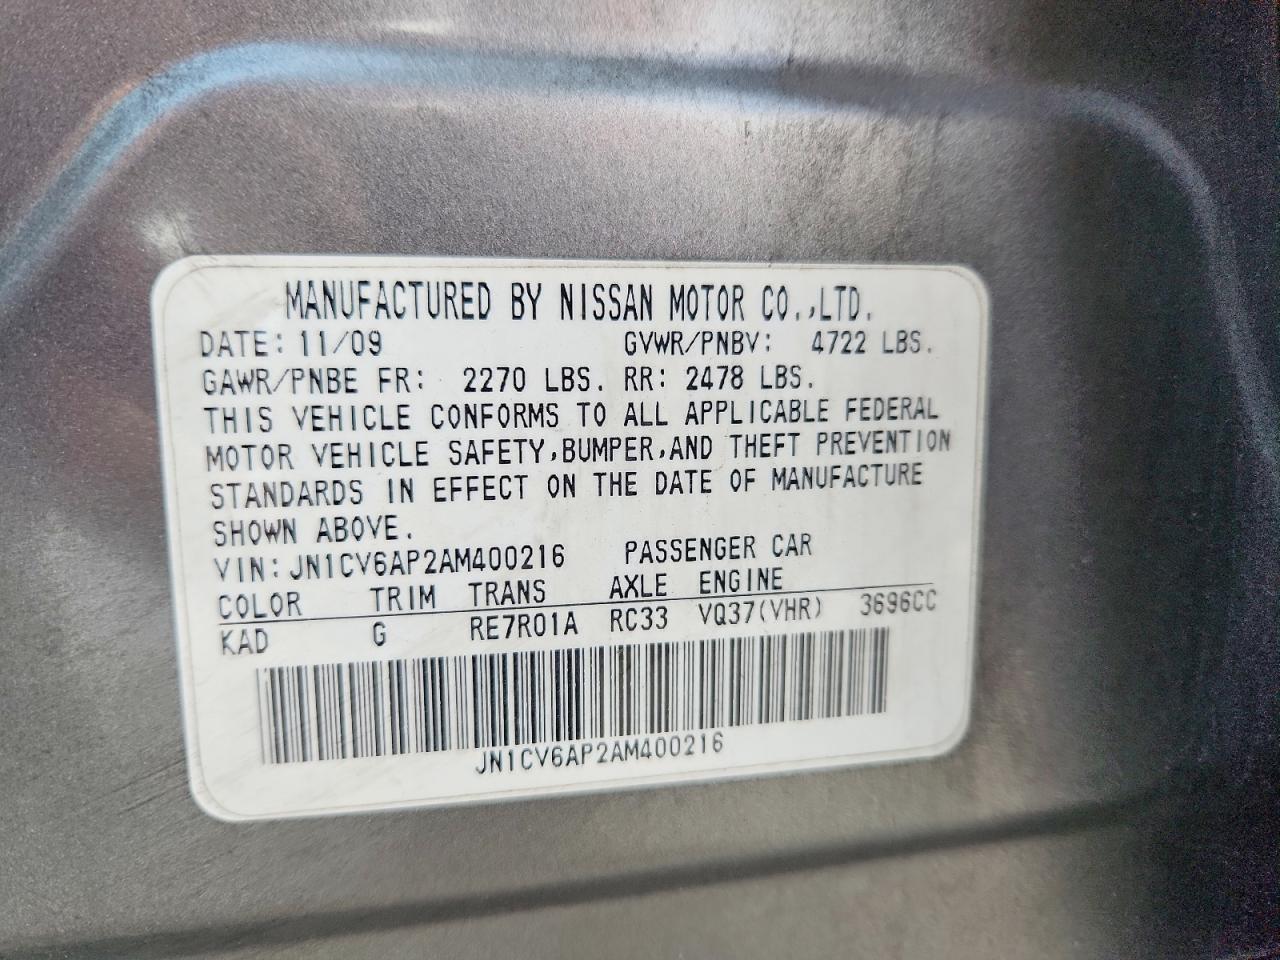 MANUFACTURED BY NISSAN MOTOR CO.,LTD.
DATE: 11/09 GVWR/PNBV: 4722 LBS.
GAWR/PNBE FR: 2270 LBS. RR: 2478 LBS.
THIS VEHICLE CONFORMS TO ALL APPLICABLE FEDERAL
MOTOR VEHICLE SAFETY,BUMPER,AND THEFT PREVENTION
STANDARDS IN EFFECT ON THE DATE OF MANUFACTURE
SHOWN ABOVE.
VIN: JN1CV6AP2AM400216 PASSENGER CAR
COLOR TRIM TRANS AXLE ENGINE
KAD G RE7R01A RC33 VQ37(VHR) 3696CC
JN1CV6AP2AM400216